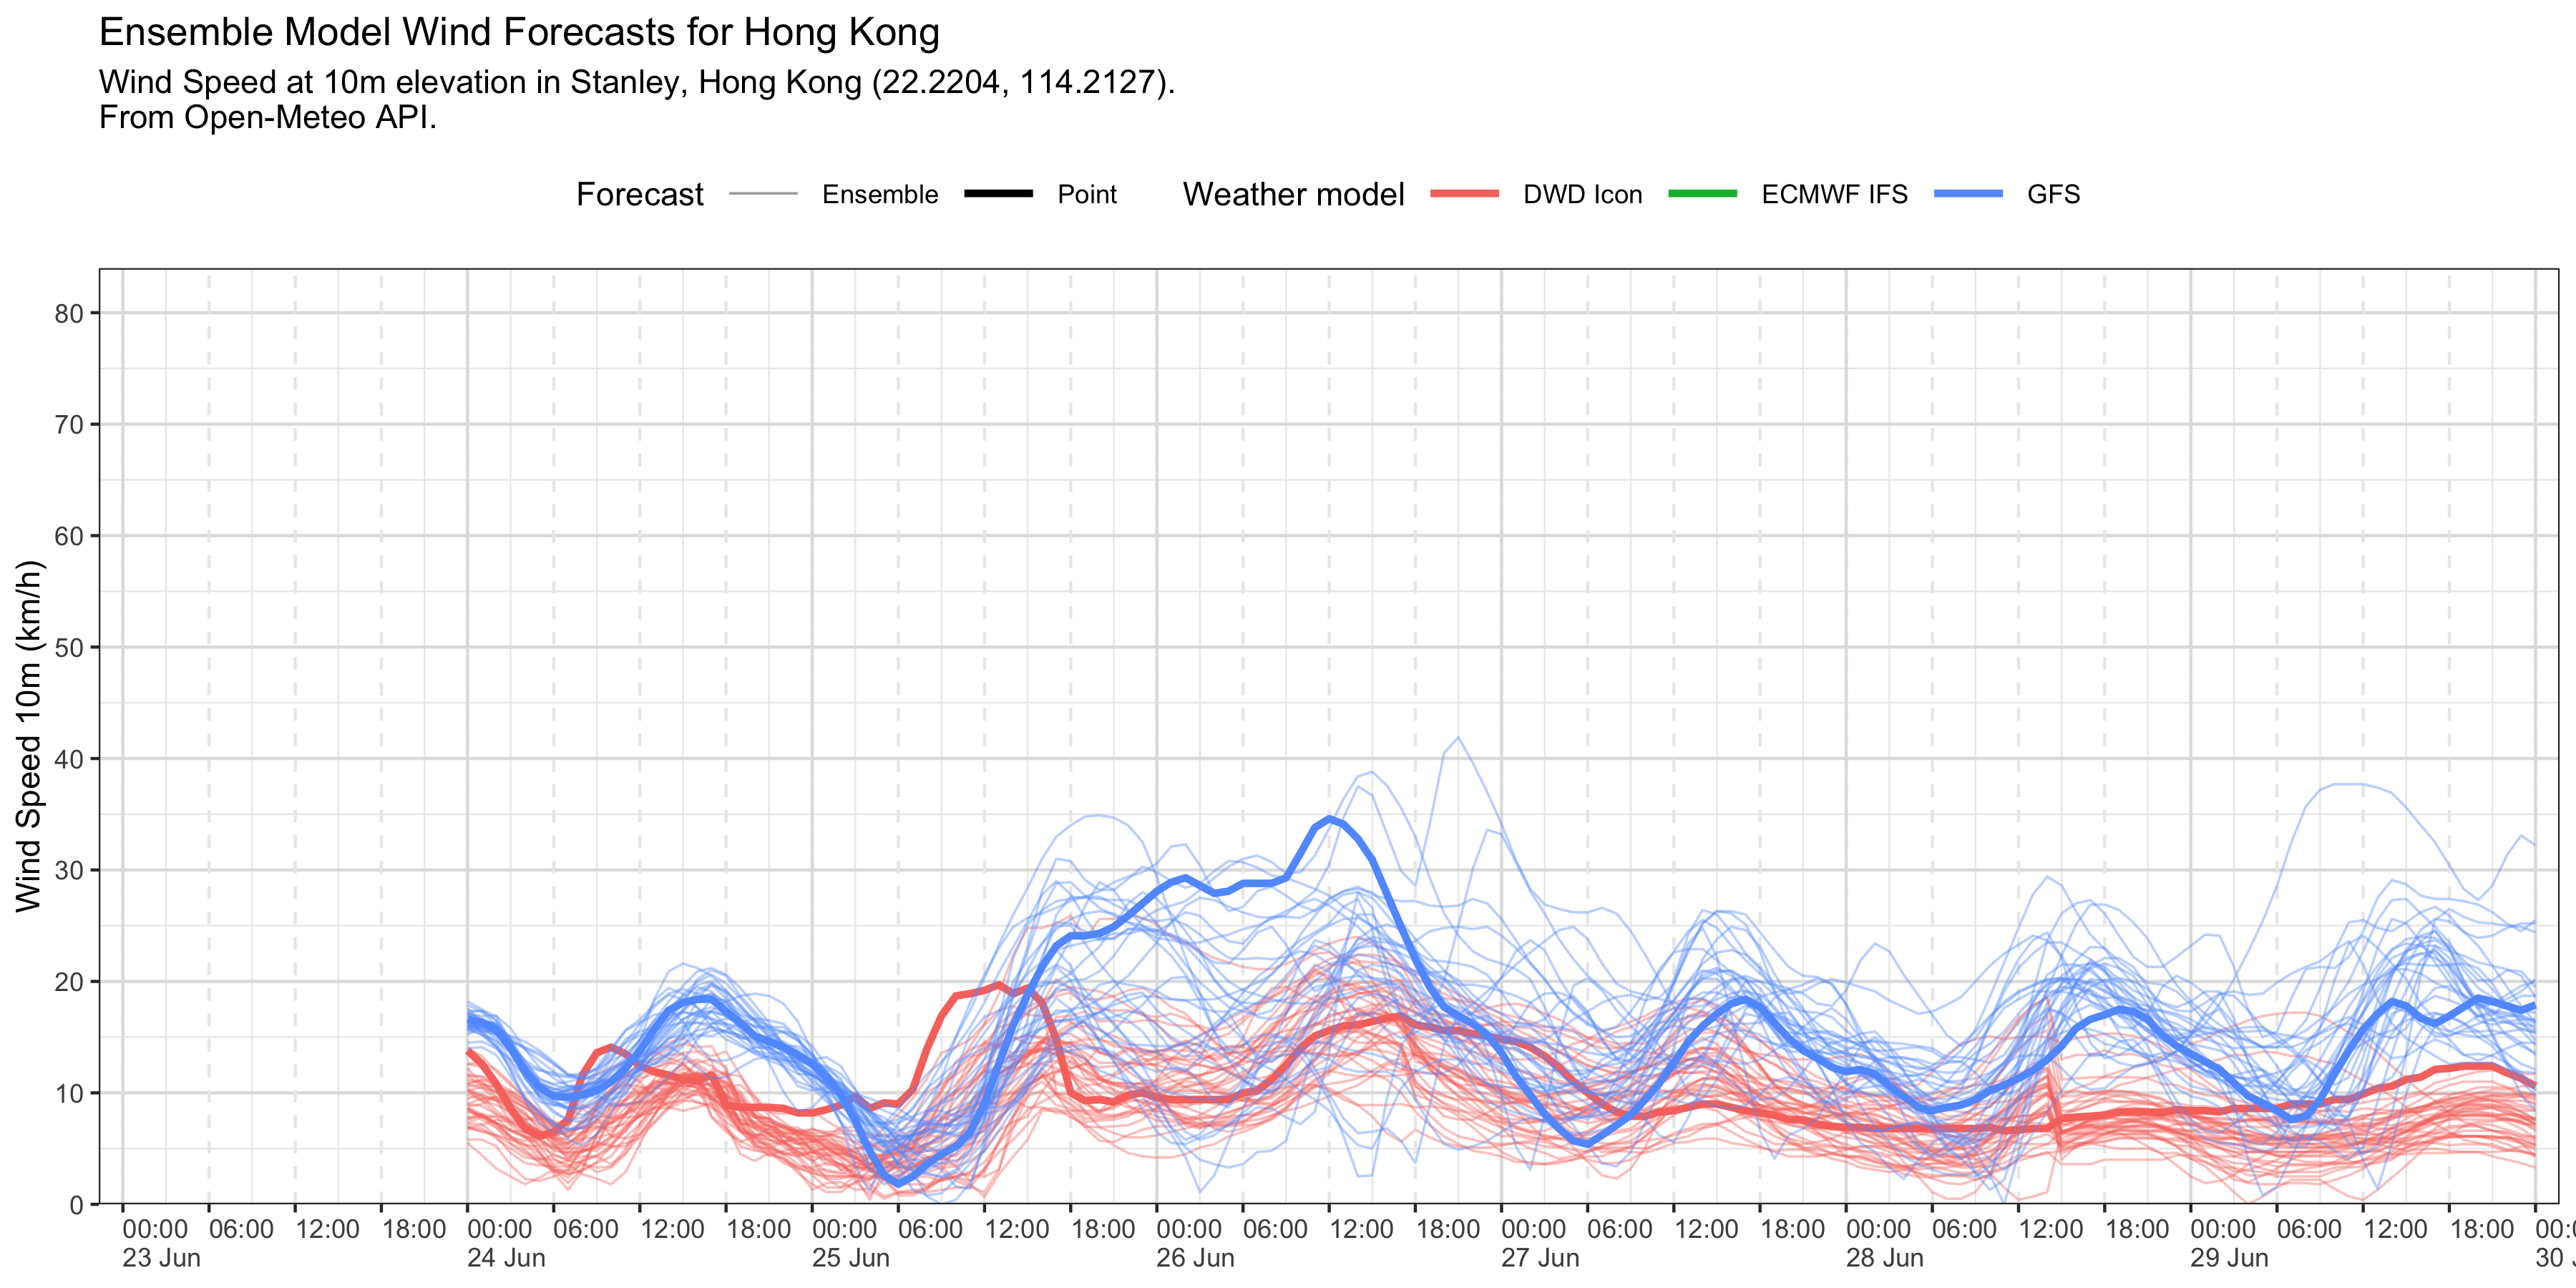 Ensemble Model Wind Forecasts for Hong Kong
Wind Speed at 10m elevation in Stanley, Hong Kong (22.2204, 114.2127).
From Open-Meteo API.
Forecast Ensemble Point Weather model DWD Icon ECMWF IFS GFS
Wind Speed 10m (km/h)
80
70
60
50
40
30
20
10
0
00:00 06:00 12:00 18:00 00:00 06:00 12:00 18:00 00:00 06:00 12:00 18:00 00:00 06:00 12:00 18:00 00:00 06:00 12:00 18:00 00:00 06:00 12:00 18:00 00:00 06:00 12:00 18:00 00:0
23 Jun 24 Jun 25 Jun 26 Jun 27 Jun 28 Jun 29 Jun 30